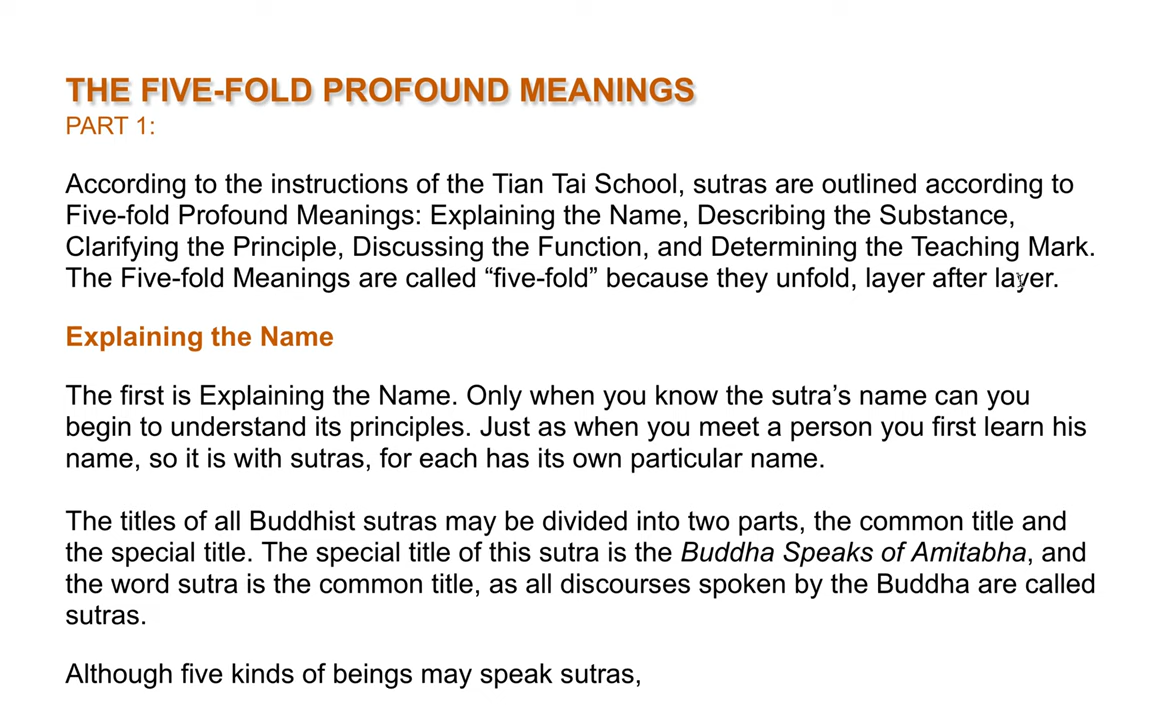 THE FIVE-FOLD PROFOUND MEANINGS
PART 1:
According to the instructions of the Tian Tai School, sutras are outlined according to
Five-fold Profound Meanings: Explaining the Name, Describing the Substance,
Clarifying the Principle, Discussing the Function, and Determining the Teaching Mark.
The Five-fold Meanings are called “five-fold” because they unfold, layer after layer.
Explaining the Name
The first is Explaining the Name. Only when you know the sutra’s name can you
begin to understand its principles. Just as when you meet a person you first learn his
name, so it is with sutras, for each has its own particular name.
The titles of all Buddhist sutras may be divided into two parts, the common title and
the special title. The special title of this sutra is the Buddha Speaks of Amitabha, and
the word sutra is the common title, as all discourses spoken by the Buddha are called
sutras.
Although five kinds of beings may speak sutras,